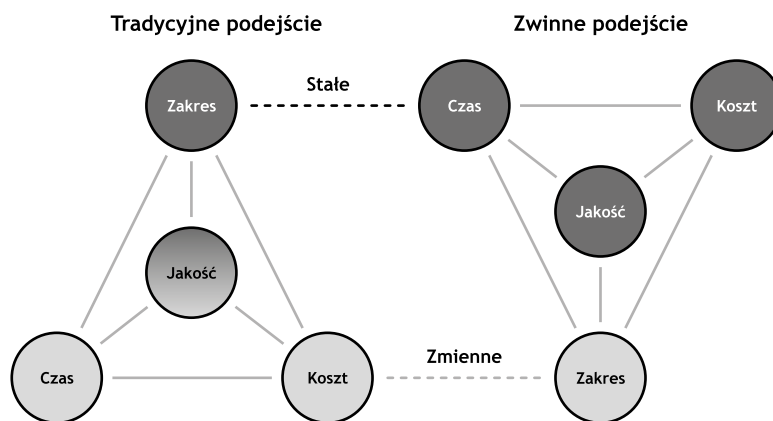 Tradycyjne podejście
Zwinne podejście
Zakres
Stałe
Czas
Koszt
Jakość
Jakość
Czas
Koszt
Zmienne
Zakres